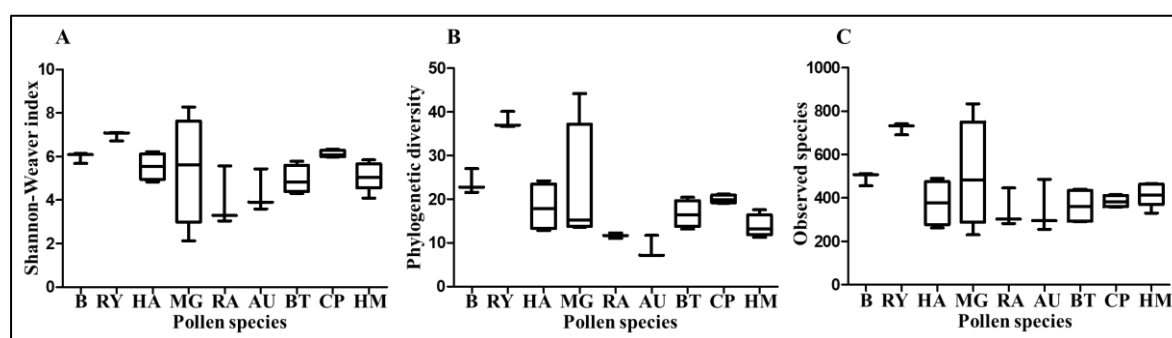 A
Shannon-Weaver index
10
8
6
4
2
0
B RY HA MG RA AU BT CP HM
Pollen species
B
Phylogenetic diversity
50
40
30
20
10
0
B RY HA MG RA AU BT CP HM
Pollen species
C
Observed species
1000
800
600
400
200
0
B RY HA MG RA AU BT CP HM
Pollen species